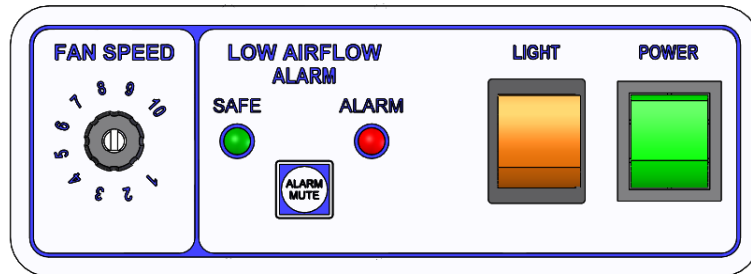 FAN SPEED
1
2
3
4
5
6
7
8
9
10
LOW AIRFLOW
ALARM
SAFE
ALARM
ALARM
MUTE
LIGHT
POWER